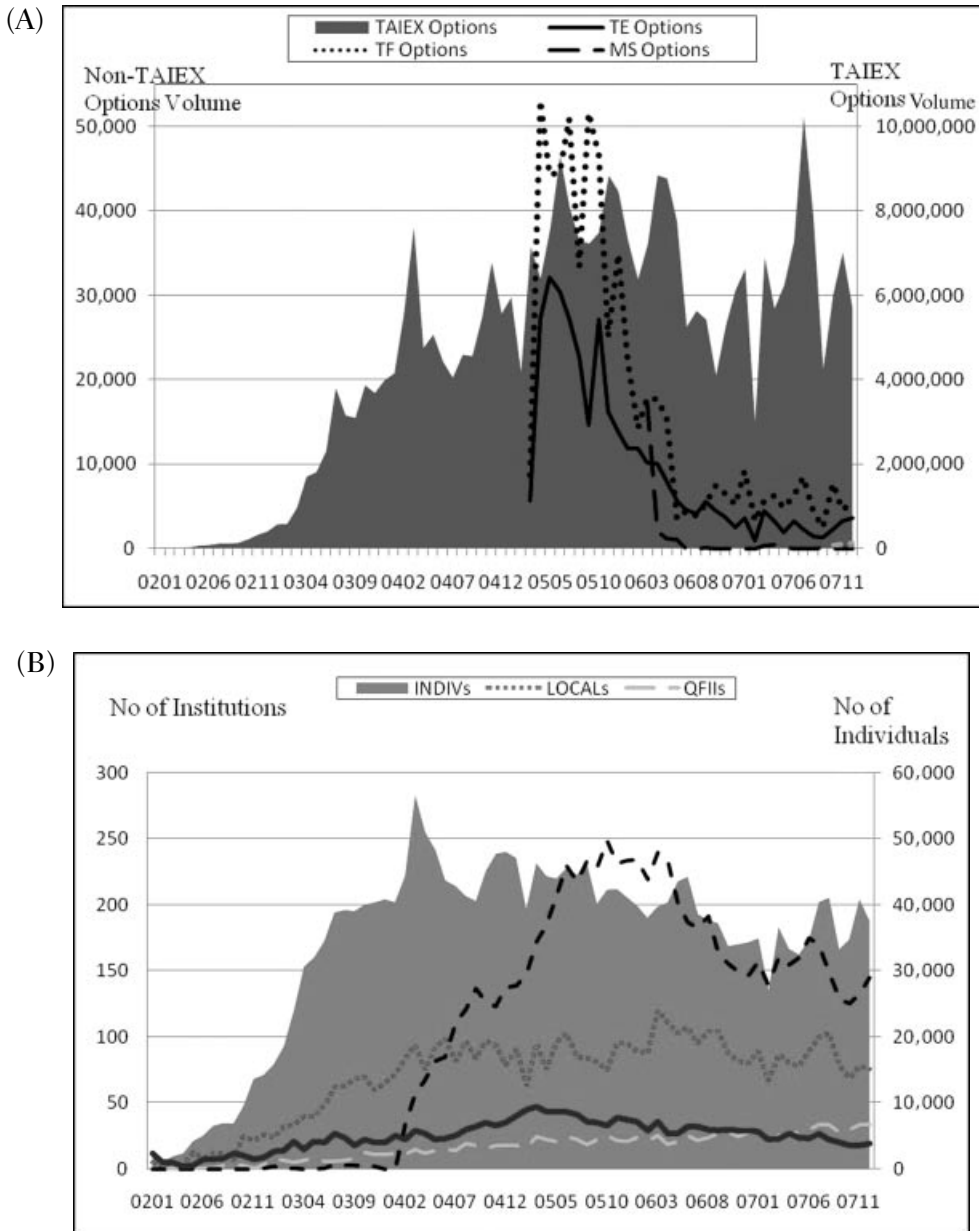 (A)
TAIEX Options TE Options
TF Options MS Options
Non-TAIEX
Options Volume
TAIEX
Options Volume
50,000 10,000,000
40,000 8,000,000
30,000 6,000,000
20,000 4,000,000
10,000 2,000,000
0 0
0201 0206 0211 0304 0309 0402 0407 0412 0505 0510 0603 0608 0701 0706 0711
(B)
INDIVs LOCALs QFIIs
No of Institutions
No of
Individuals
300 60,000
250 50,000
200 40,000
150 30,000
100 20,000
50 10,000
0 0
0201 0206 0211 0304 0309 0402 0407 0412 0505 0510 0603 0608 0701 0706 0711